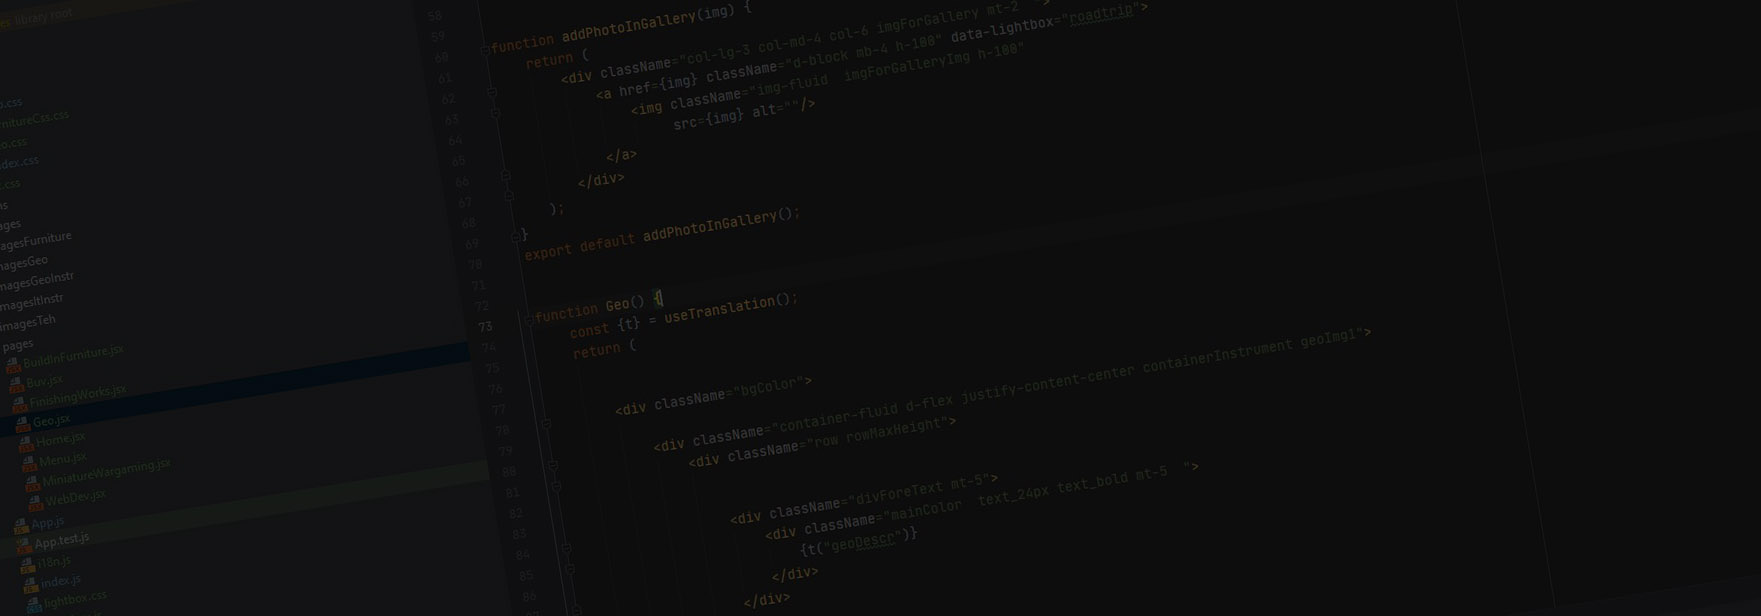 library root
.css
nitureCss.css
o.css
dex.css
.css
ns
ages
agesFurniture
nagesGeo
magesGeoInstr
magesItInstr
imagesTeh
pages
BuildInFurniture.jsx
Buv.jsx
FinishingWorks.jsx
Geo.jsx
Home.jsx
Menu.jsx
MiniatureWargaming.jsx
WebDev.jsx
App.js
App.test.js
i18n.js
index.js
lightbox.css
58
59 function addPhotoInGallery(img) {
60 return (
61 <div className="col-lg-3 col-md-4 col-6 imgForGallery mt-2 ">
62 <a href={img} className="d-block mb-4 h-100" data-lightbox="roadtrip">
63 <img className="img-fluid imgForGalleryImg h-100"
64 src={img} alt=""/>
65
66 </a>
67 </div>
68 );
69 }
70 export default addPhotoInGallery();
71
72
73 function Geo() {
74 const {t} = useTranslation();
75 return (
76
77 <div className="bgColor">
78
79 <div className="container-fluid d-flex justify-content-center containerInstrument geoImg1">
80 <div className="row rowMaxHeight">
81
82 <div className="divForeText mt-5">
83 <div className="mainColor text_24px text_bold mt-5 ">
84 {t("geoDescr")}
85 </div>
86 </div>